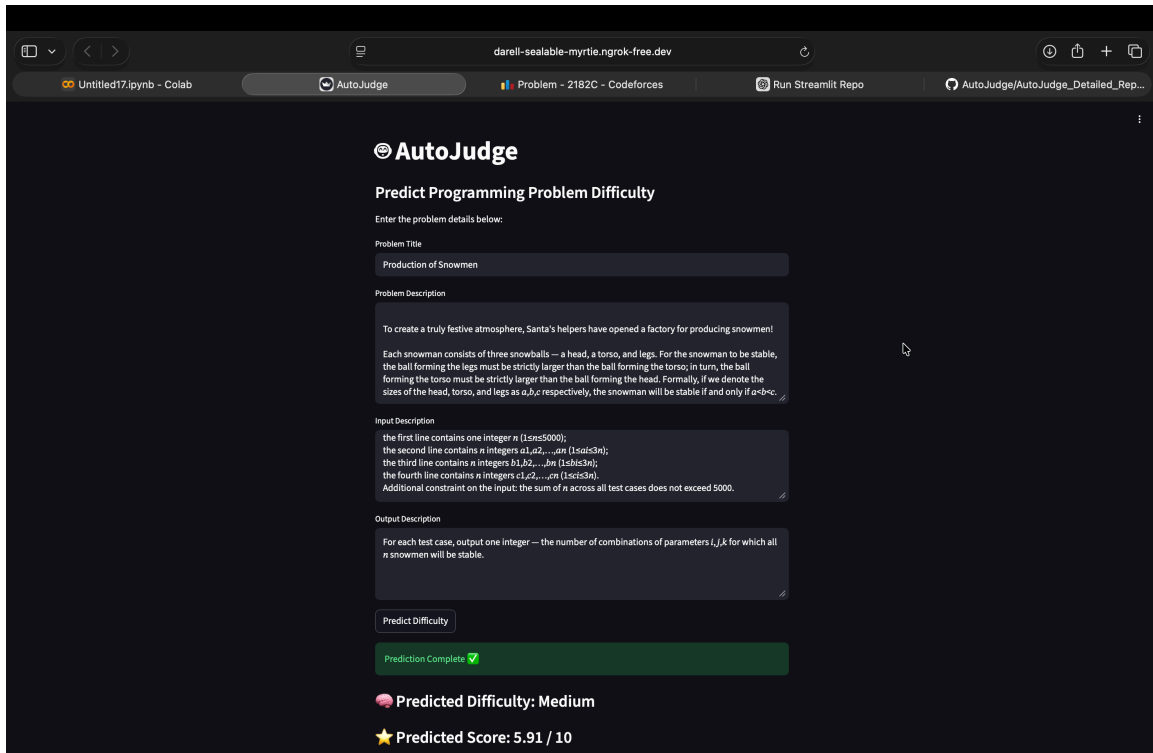 darell-sealable-myrtie.ngrok-free.dev
Untitled17.ipynb - Colab
AutoJudge
Problem - 2182C - Codeforces
Run Streamlit Repo
AutoJudge/AutoJudge_Detailed_Rep...
AutoJudge
Predict Programming Problem Difficulty
Enter the problem details below:
Problem Title
Production of Snowmen
Problem Description
To create a truly festive atmosphere, Santa's helpers have opened a factory for producing snowmen!
Each snowman consists of three snowballs — a head, a torso, and legs. For the snowman to be stable,
the ball forming the legs must be strictly larger than the ball forming the torso; in turn, the ball
forming the torso must be strictly larger than the ball forming the head. Formally, if we denote the
sizes of the head, torso, and legs as a,b,c respectively, the snowman will be stable if and only if a<b<c.
Input Description
the first line contains one integer n (1≤n≤5000);
the second line contains n integers a1,a2,…,an (1≤ai≤3n);
the third line contains n integers b1,b2,…,bn (1≤bi≤3n);
the fourth line contains n integers c1,c2,…,cn (1≤ci≤3n).
Additional constraint on the input: the sum of n across all test cases does not exceed 5000.
Output Description
For each test case, output one integer — the number of combinations of parameters i,j,k for which all
n snowmen will be stable.
Predict Difficulty
Prediction Complete ✅
🧠 Predicted Difficulty: Medium
⭐ Predicted Score: 5.91 / 10